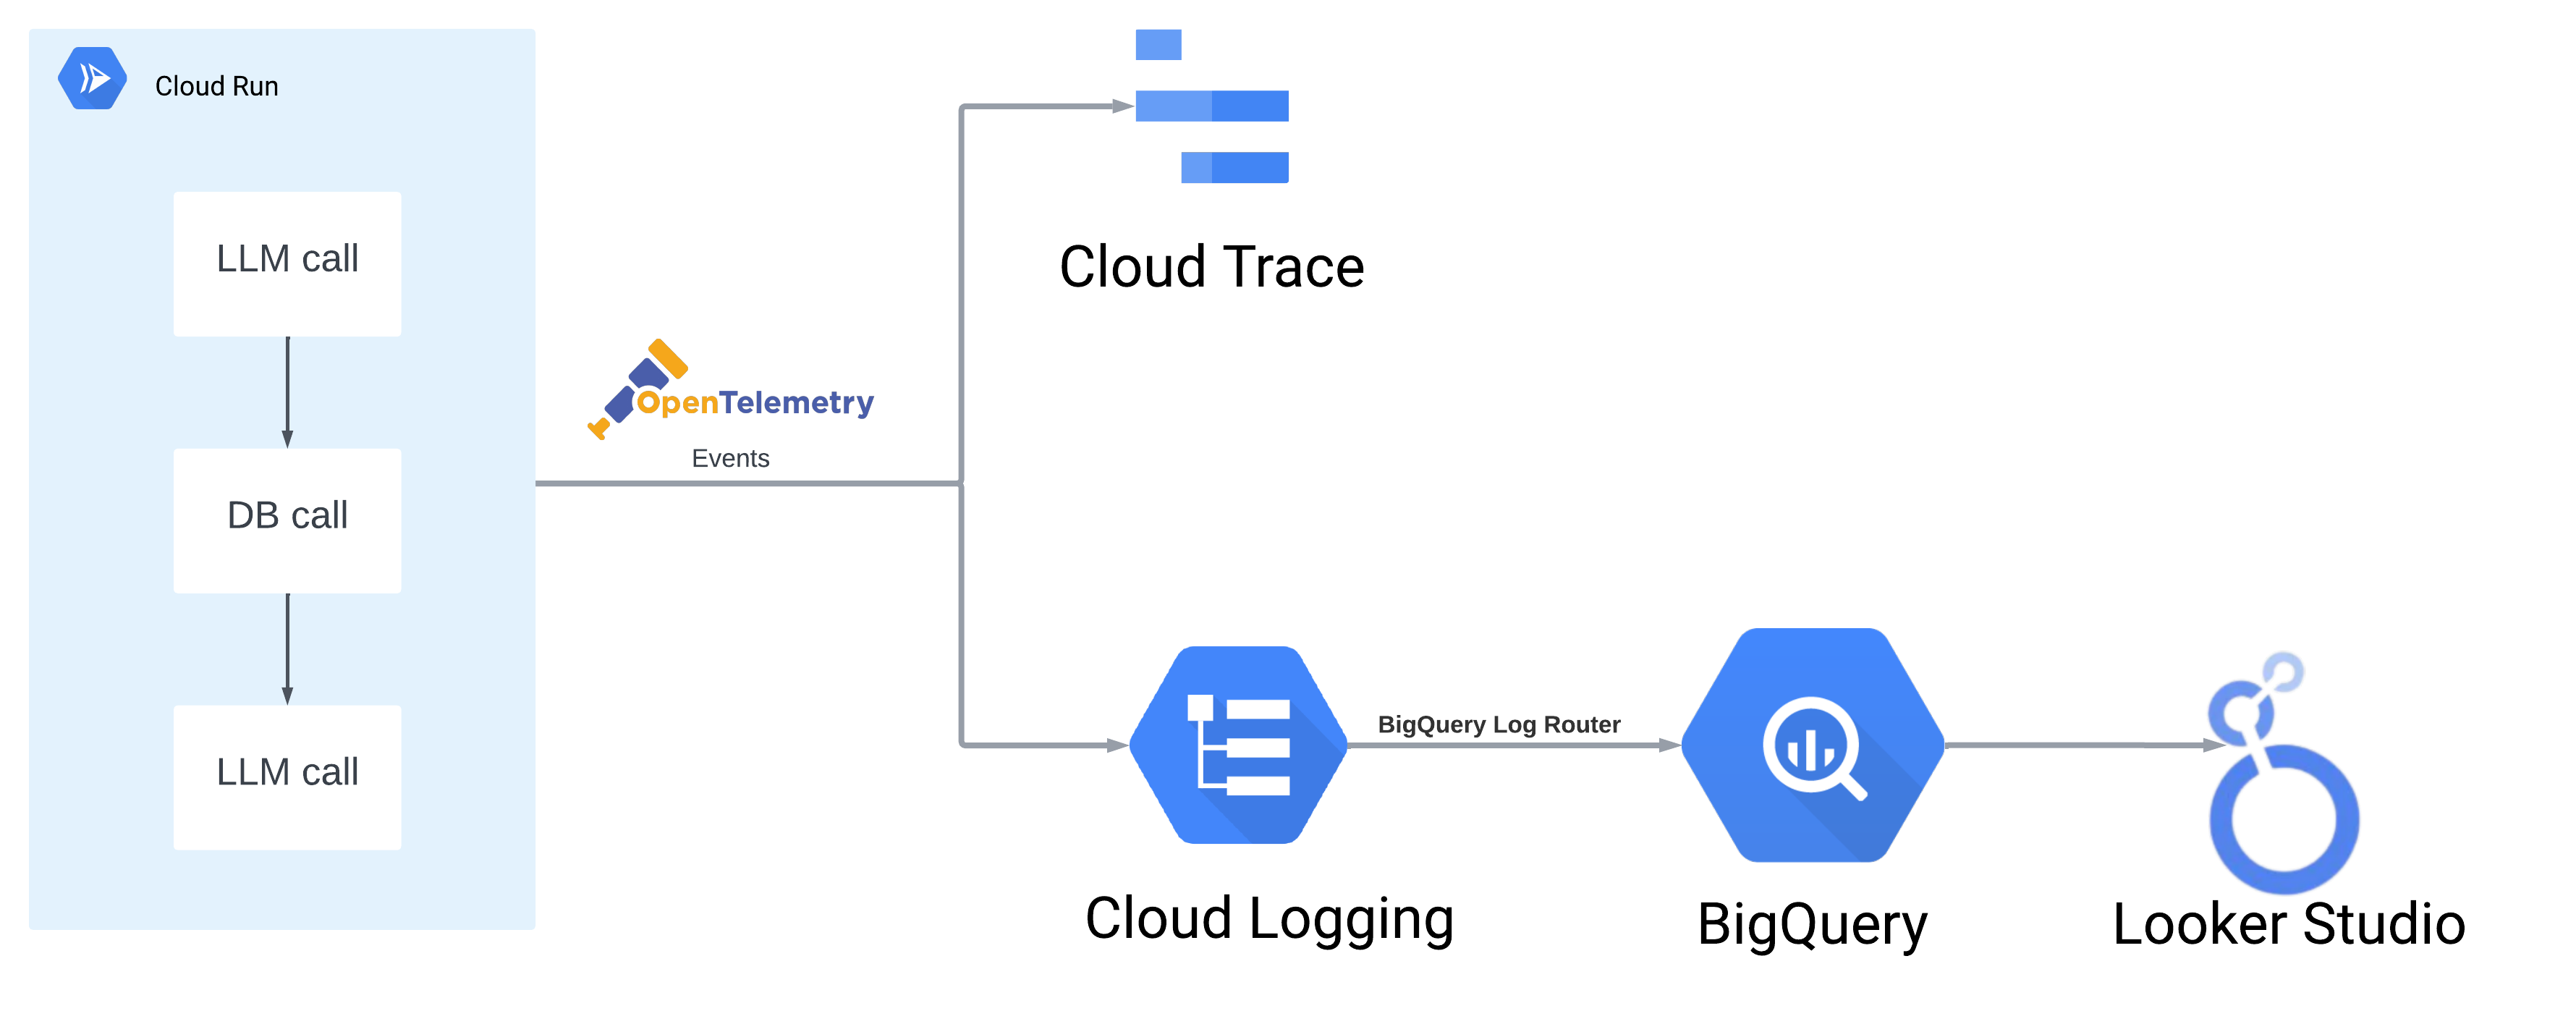 Cloud Run
LLM call
DB call
LLM call
OpenTelemetry
Events
Cloud Trace
BigQuery Log Router
Cloud Logging
BigQuery
Looker Studio